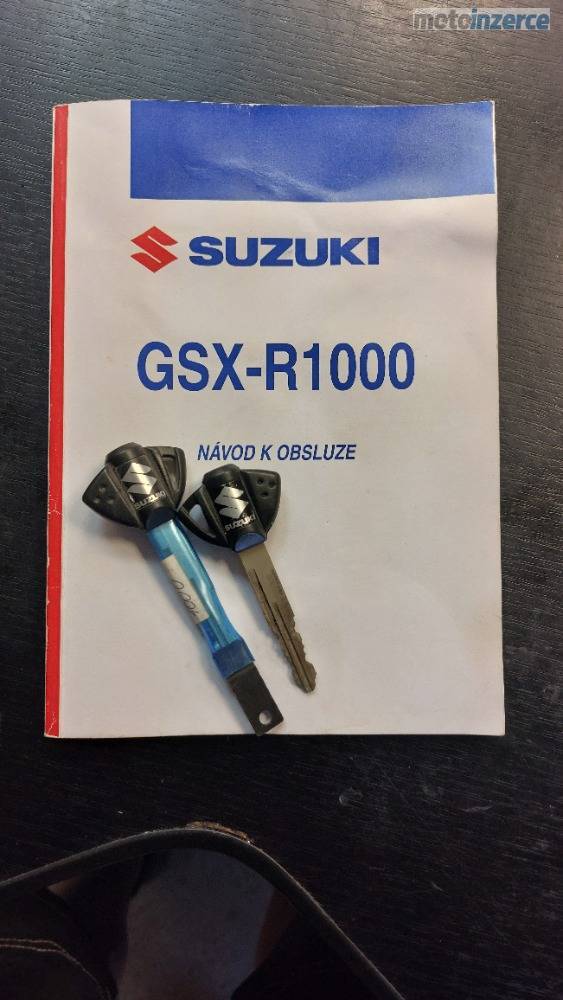 motoinzerce
SUZUKI
GSX-R1000
NÁVOD K OBSLUZE
SUZUKI
SUZUKI